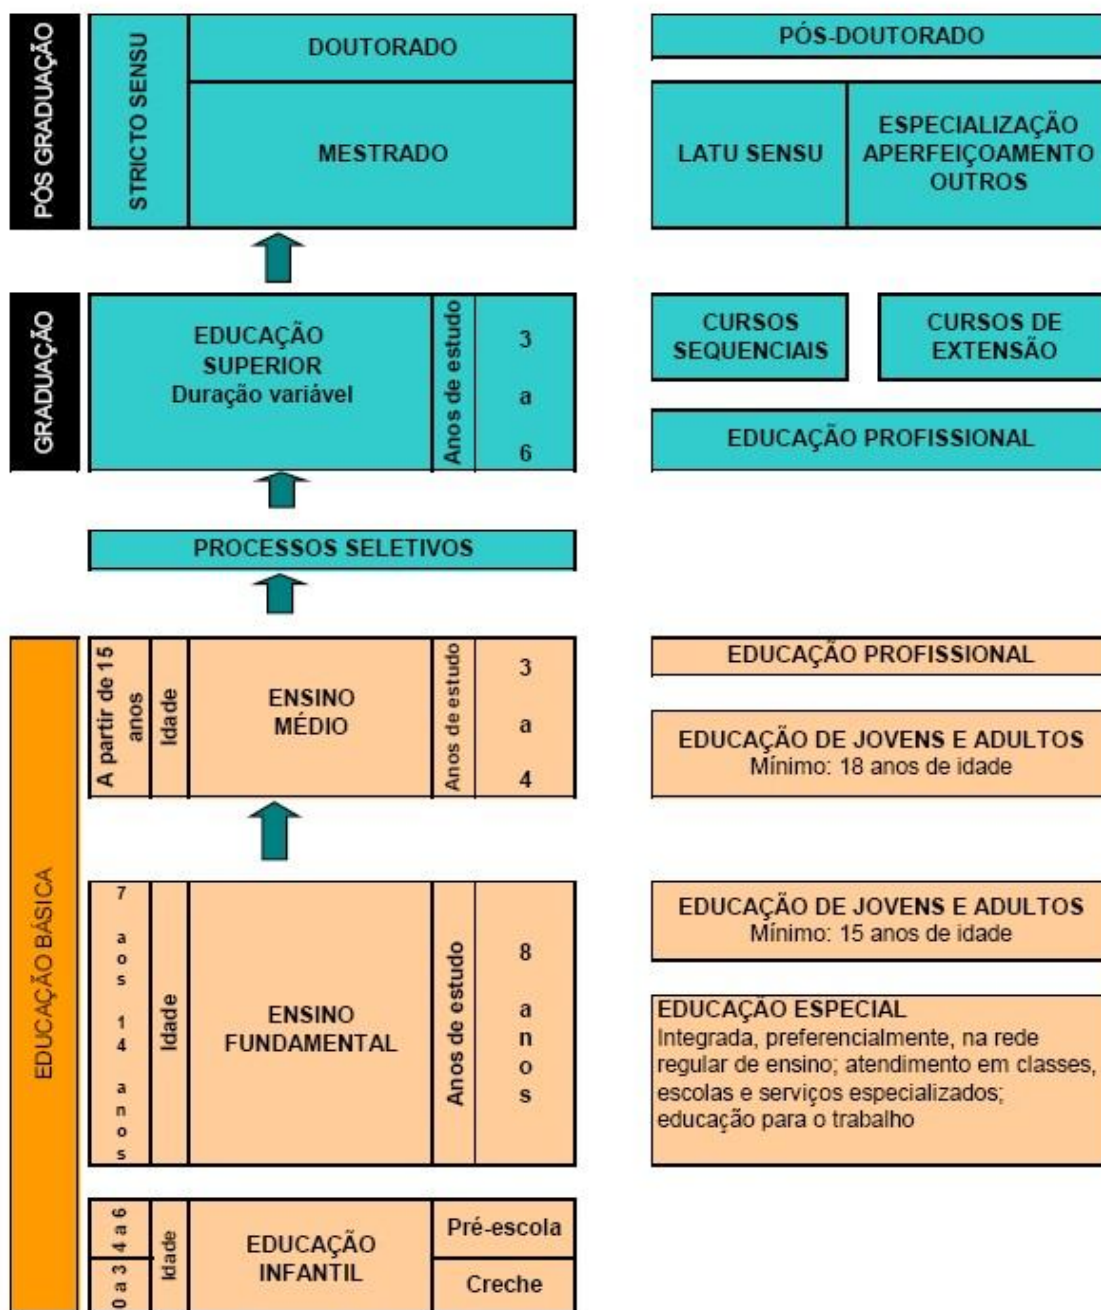 PÓS GRADUAÇÃO
STRICTO SENSU
DOUTORADO
MESTRADO
PÓS-DOUTORADO
LATU SENSU
ESPECIALIZAÇÃO
APERFEIÇOAMENTO
OUTROS
GRADUAÇÃO
EDUCAÇÃO
SUPERIOR
Duração variável
Anos de estudo
3
a
6
CURSOS
SEQUENCIAIS
CURSOS DE
EXTENSÃO
EDUCAÇÃO PROFISSIONAL
PROCESSOS SELETIVOS
EDUCAÇÃO BÁSICA
A partir de 15
anos
Idade
ENSINO
MÉDIO
Anos de estudo
3
a
4
EDUCAÇÃO PROFISSIONAL
EDUCAÇÃO DE JOVENS E ADULTOS
Mínimo: 18 anos de idade
7 aos 14 anos
Idade
ENSINO
FUNDAMENTAL
Anos de estudo
8 anos
EDUCAÇÃO DE JOVENS E ADULTOS
Mínimo: 15 anos de idade
EDUCAÇÃO ESPECIAL
Integrada, preferencialmente, na rede
regular de ensino; atendimento em classes,
escolas e serviços especializados;
educação para o trabalho
4 a 6
0 a 3
Idade
EDUCAÇÃO
INFANTIL
Pré-escola
Creche